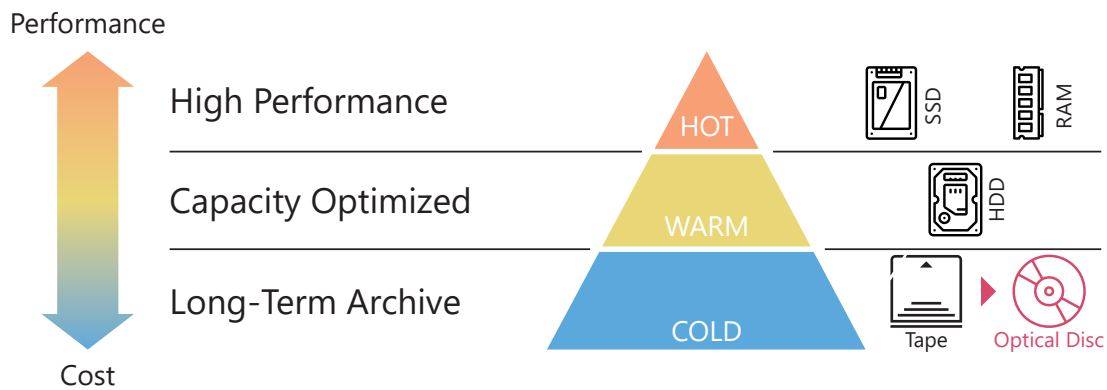 Performance
High Performance
HOT
SSD
RAM
Capacity Optimized
WARM
HDD
Long-Term Archive
COLD
Tape
Optical Disc
Cost